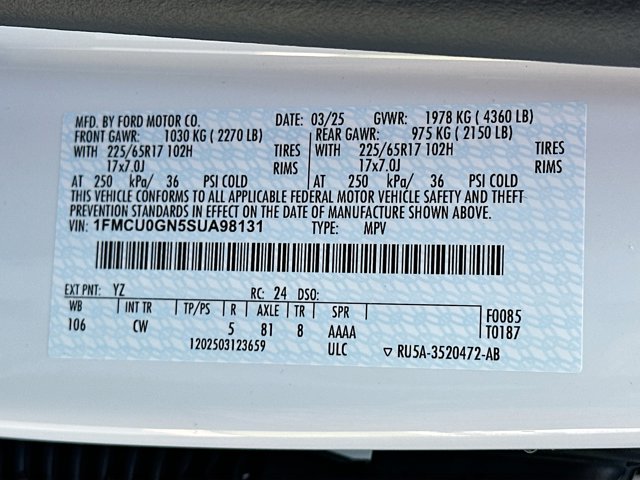 MFD. BY FORD MOTOR CO. DATE: 03/25 GVWR: 1978 KG ( 4360 LB)
FRONT GAWR: 1030 KG ( 2270 LB) REAR GAWR: 975 KG ( 2150 LB)
WITH 225/65R17 102H TIRES WITH 225/65R17 102H TIRES
17x7.0J RIMS 17x7.0J RIMS
AT 250 kPa/ 36 PSI COLD AT 250 kPa/ 36 PSI COLD
THIS VEHICLE CONFORMS TO ALL APPLICABLE FEDERAL MOTOR VEHICLE SAFETY AND THEFT
PREVENTION STANDARDS IN EFFECT ON THE DATE OF MANUFACTURE SHOWN ABOVE.
VIN: 1FMCU0GN5SUA98131 TYPE: MPV
EXT PNT: YZ RC: 24 DSO:
WB INT TR TP/PS R AXLE TR SPR F0085
106 CW 5 81 8 AAAA T0187
1202503123659 ULC ▽ RU5A-3520472-AB